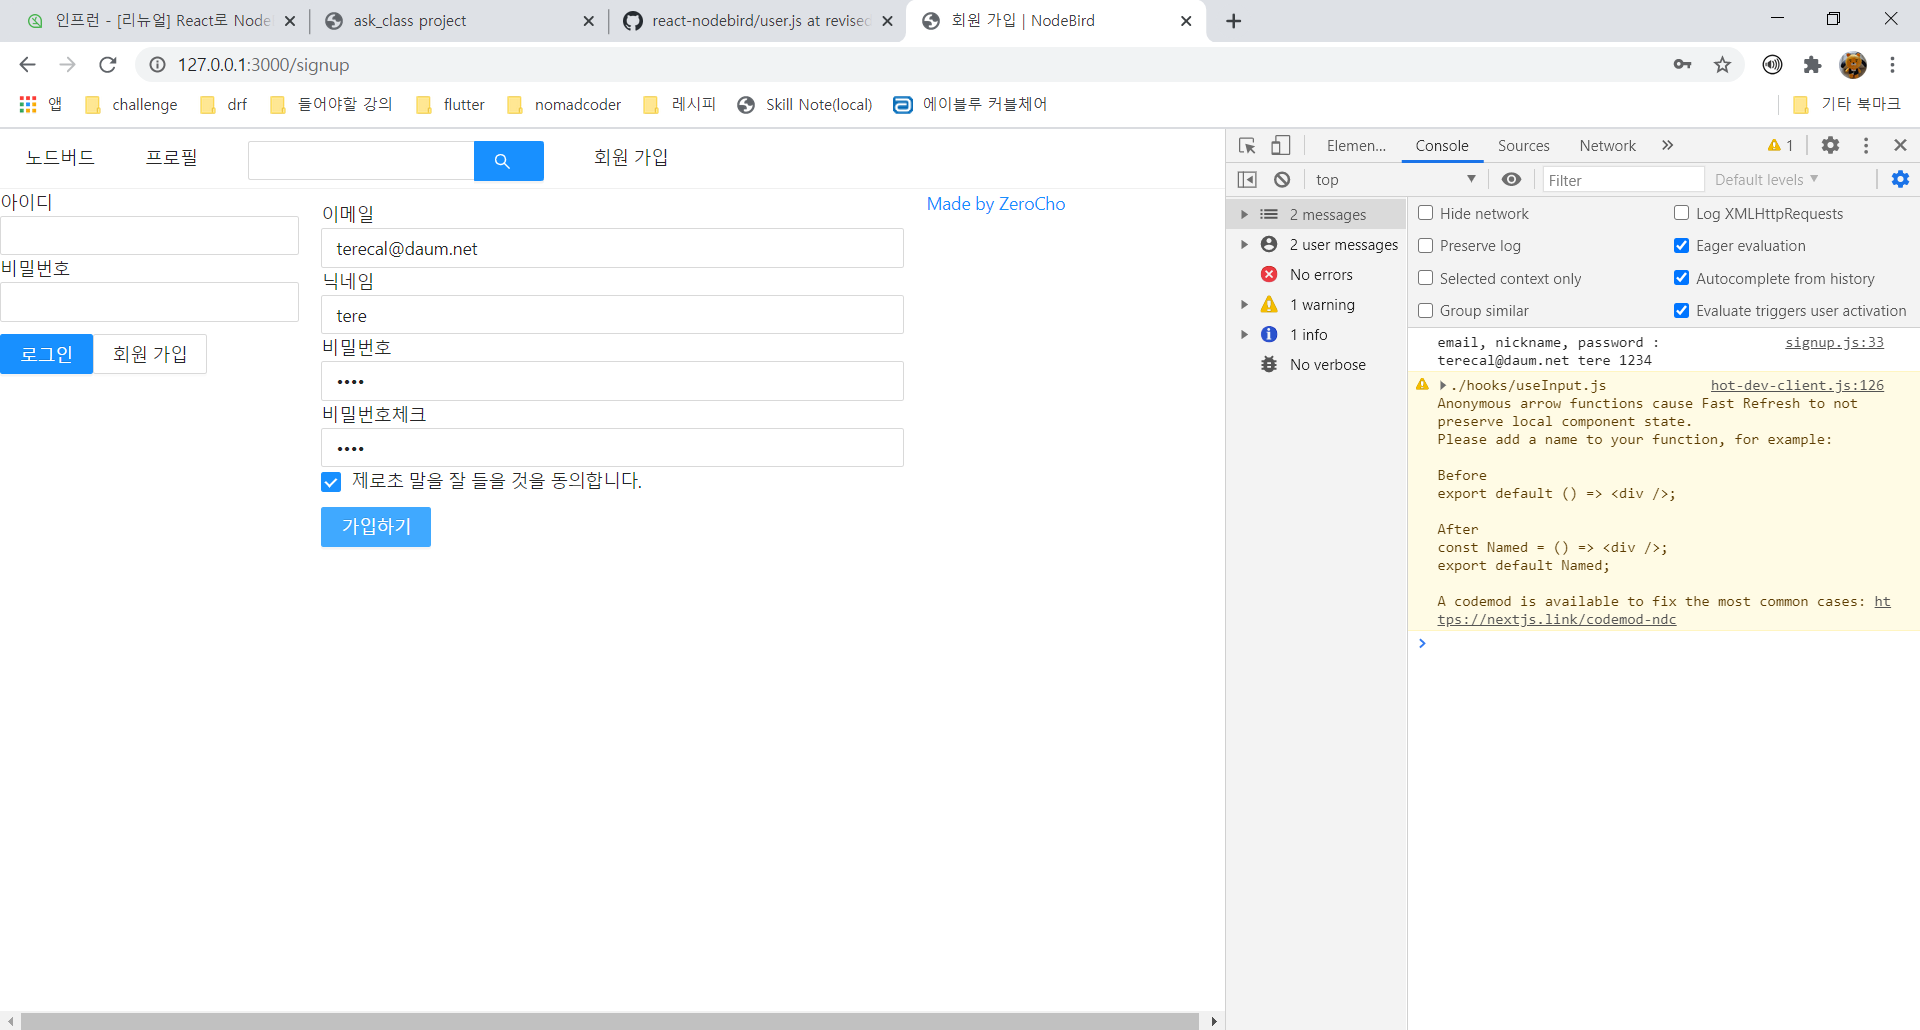 인프런 - [리뉴얼] React로 Node
ask_class project
react-nodebird/user.js at revised
회원 가입 | NodeBird
127.0.0.1:3000/signup
앱
challenge
drf
들어야할 강의
flutter
nomadcoder
레시피
Skill Note(local)
에이블루 커블체어
기타 북마크
노드버드
프로필
회원 가입
아이디
비밀번호
로그인
회원 가입
이메일
terecal@daum.net
닉네임
tere
비밀번호
••••
비밀번호체크
••••
제로초 말을 잘 들을 것을 동의합니다.
가입하기
Made by ZeroCho
Elemen...
Console
Sources
Network
1
top
Filter
Default levels
2 messages
2 user messages
No errors
1 warning
1 info
No verbose
Hide network
Log XMLHttpRequests
Preserve log
Eager evaluation
Selected context only
Autocomplete from history
Group similar
Evaluate triggers user activation
email, nickname, password : signup.js:33
terecal@daum.net tere 1234
./hooks/useInput.js hot-dev-client.js:126
Anonymous arrow functions cause Fast Refresh to not
preserve local component state.
Please add a name to your function, for example:
Before
export default () => <div />;
After
const Named = () => <div />;
export default Named;
A codemod is available to fix the most common cases: ht
tps://nextjs.link/codemod-ndc